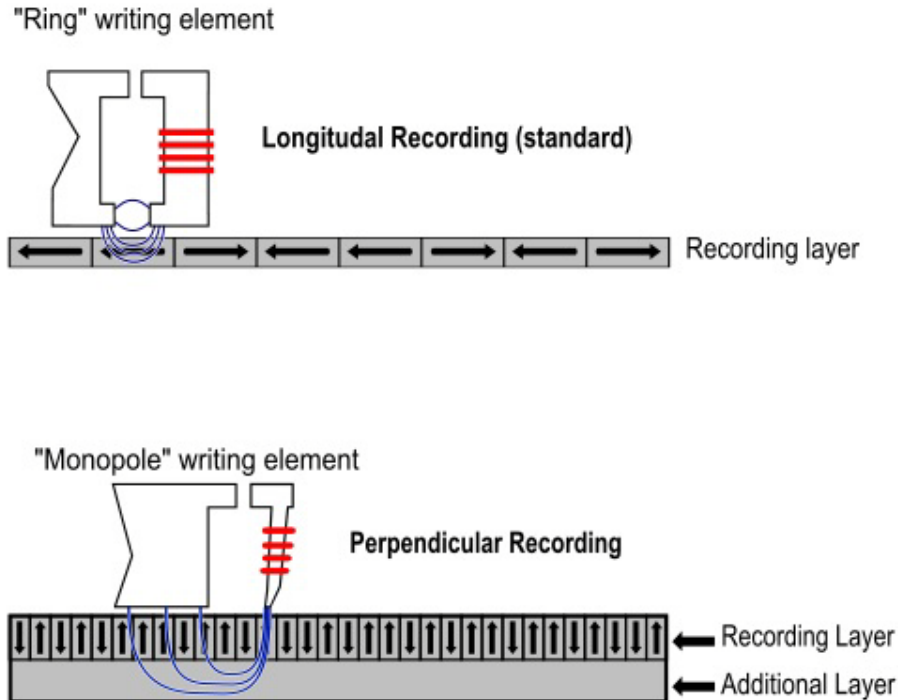 "Ring" writing element
Longitudal Recording (standard)
Recording layer
"Monopole" writing element
Perpendicular Recording
Recording Layer
Additional Layer